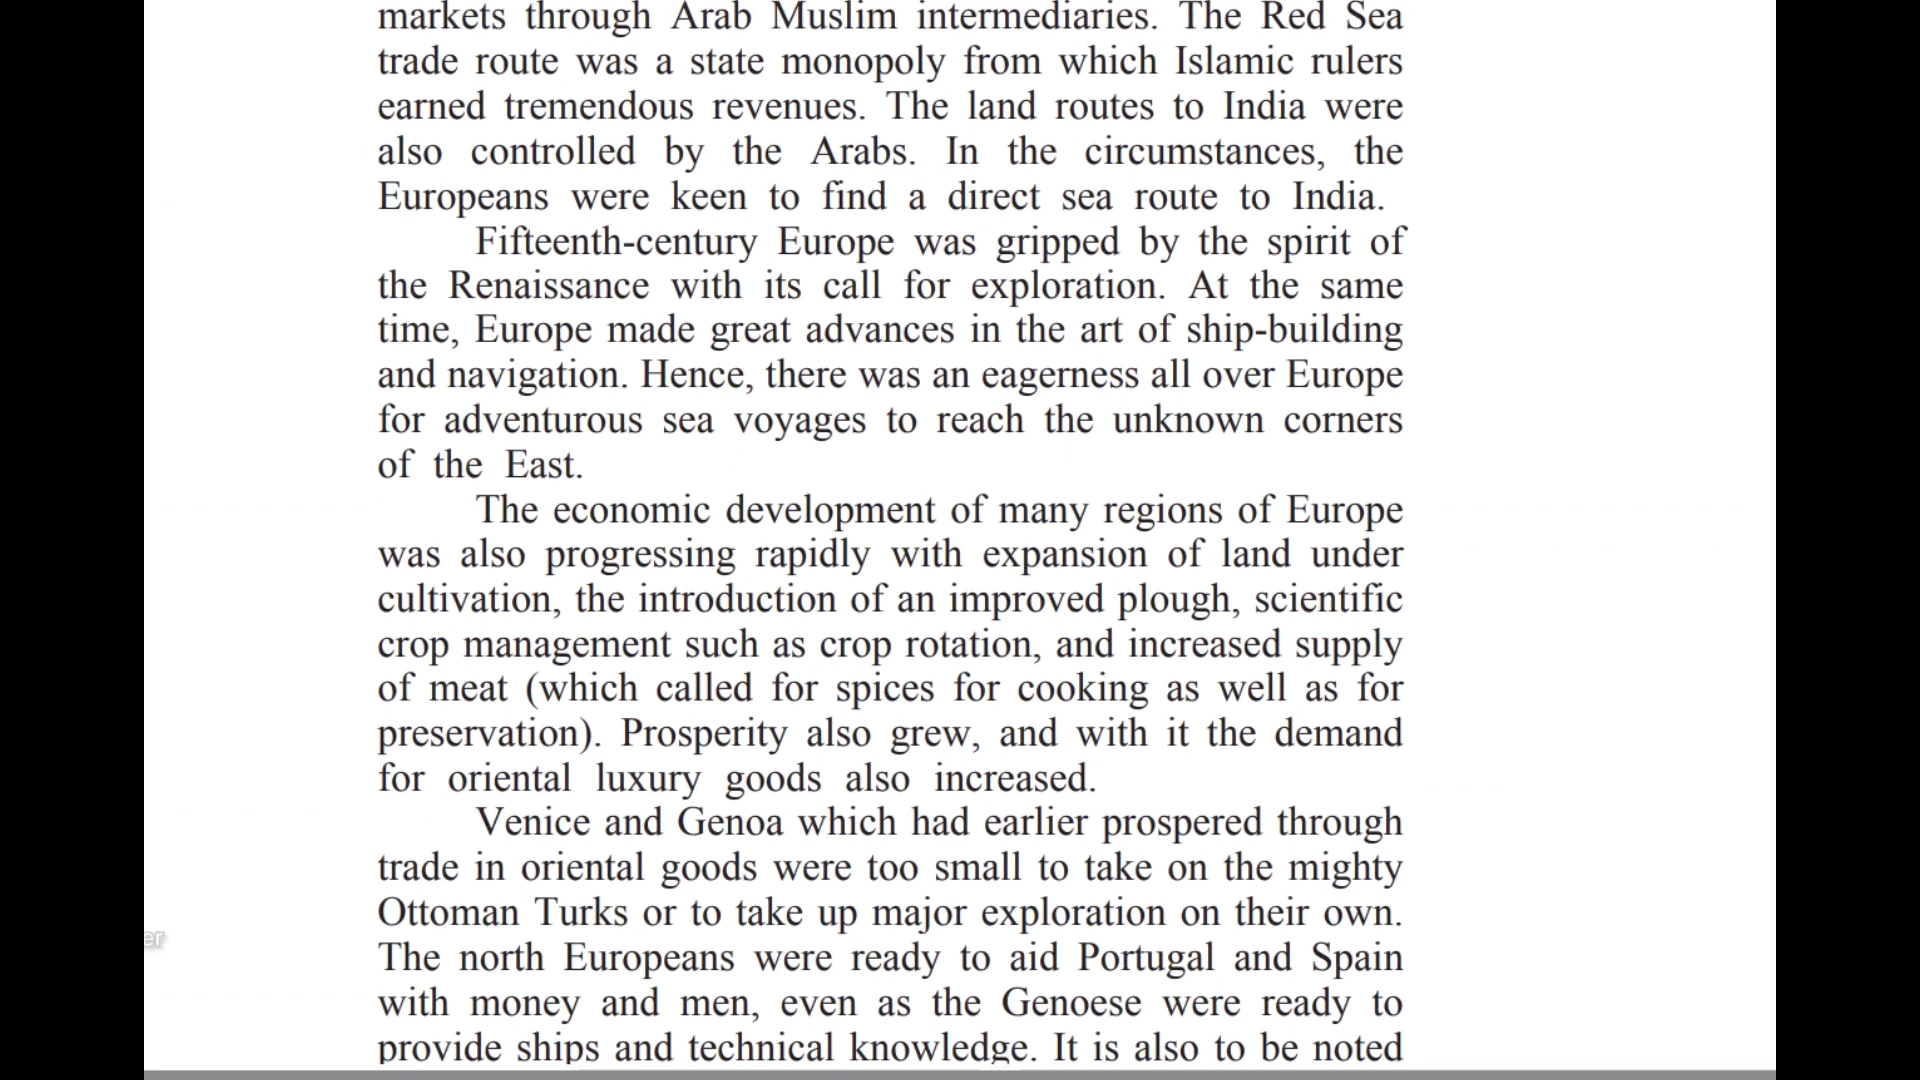 markets through Arab Muslim intermediaries. The Red Sea
trade route was a state monopoly from which Islamic rulers
earned tremendous revenues. The land routes to India were
also controlled by the Arabs. In the circumstances, the
Europeans were keen to find a direct sea route to India.
Fifteenth-century Europe was gripped by the spirit of
the Renaissance with its call for exploration. At the same
time, Europe made great advances in the art of ship-building
and navigation. Hence, there was an eagerness all over Europe
for adventurous sea voyages to reach the unknown corners
of the East.
The economic development of many regions of Europe
was also progressing rapidly with expansion of land under
cultivation, the introduction of an improved plough, scientific
crop management such as crop rotation, and increased supply
of meat (which called for spices for cooking as well as for
preservation). Prosperity also grew, and with it the demand
for oriental luxury goods also increased.
Venice and Genoa which had earlier prospered through
trade in oriental goods were too small to take on the mighty
Ottoman Turks or to take up major exploration on their own.
er
The north Europeans were ready to aid Portugal and Spain
with money and men, even as the Genoese were ready to
provide ships and technical knowledge. It is also to be noted